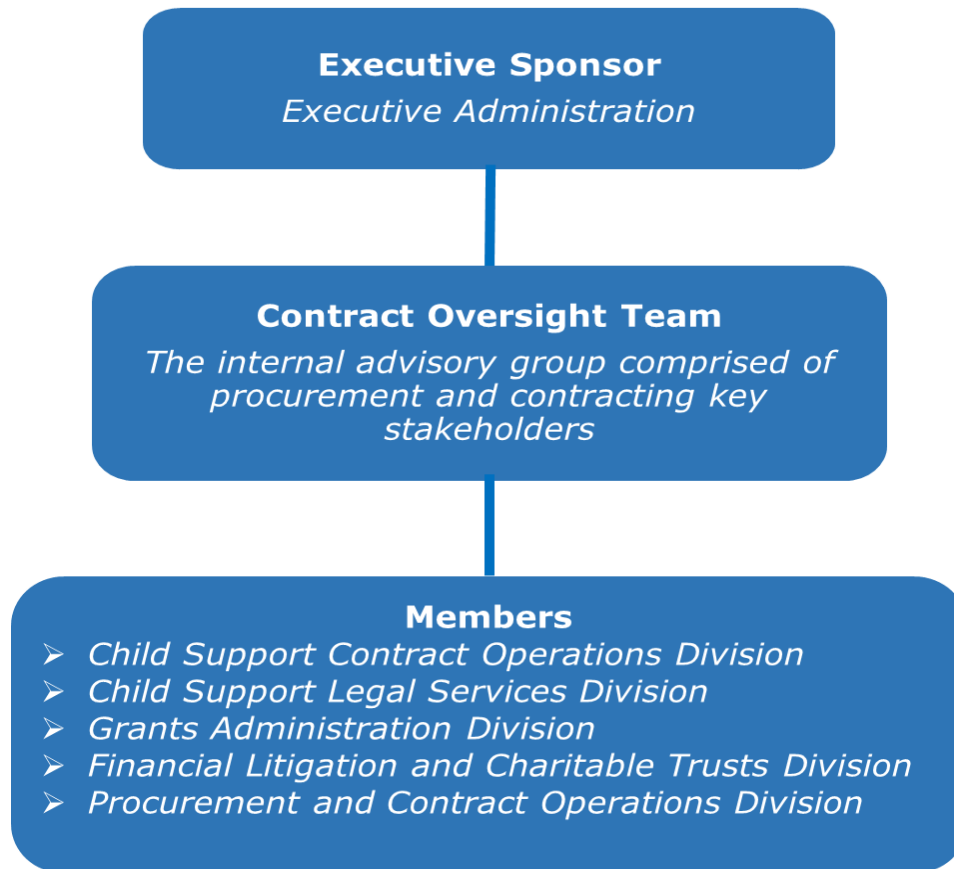 Executive Sponsor
Executive Administration
Contract Oversight Team
The internal advisory group comprised of
procurement and contracting key
stakeholders
Members
➢ Child Support Contract Operations Division
➢ Child Support Legal Services Division
➢ Grants Administration Division
➢ Financial Litigation and Charitable Trusts Division
➢ Procurement and Contract Operations Division